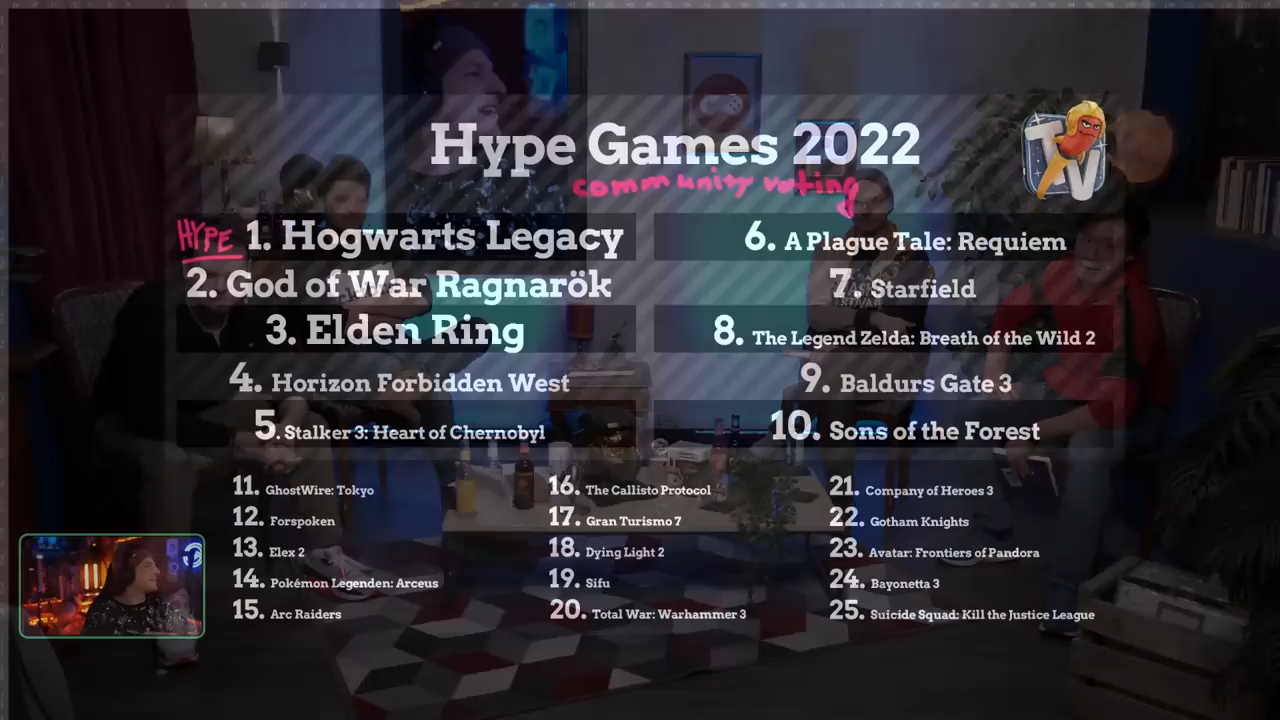 Hype Games 2022
community voting
TV
HYPE 1. Hogwarts Legacy
2. God of War Ragnarök
3. Elden Ring
4. Horizon Forbidden West
5. Stalker 3: Heart of Chernobyl
6. A Plague Tale: Requiem
7. Starfield
8. The Legend Zelda: Breath of the Wild 2
9. Baldurs Gate 3
10. Sons of the Forest
11. GhostWire: Tokyo
12. Forspoken
13. Elex 2
14. Pokémon Legenden: Arceus
15. Arc Raiders
16. The Callisto Protocol
17. Gran Turismo 7
18. Dying Light 2
19. Sifu
20. Total War: Warhammer 3
21. Company of Heroes 3
22. Gotham Knights
23. Avatar: Frontiers of Pandora
24. Bayonetta 3
25. Suicide Squad: Kill the Justice League